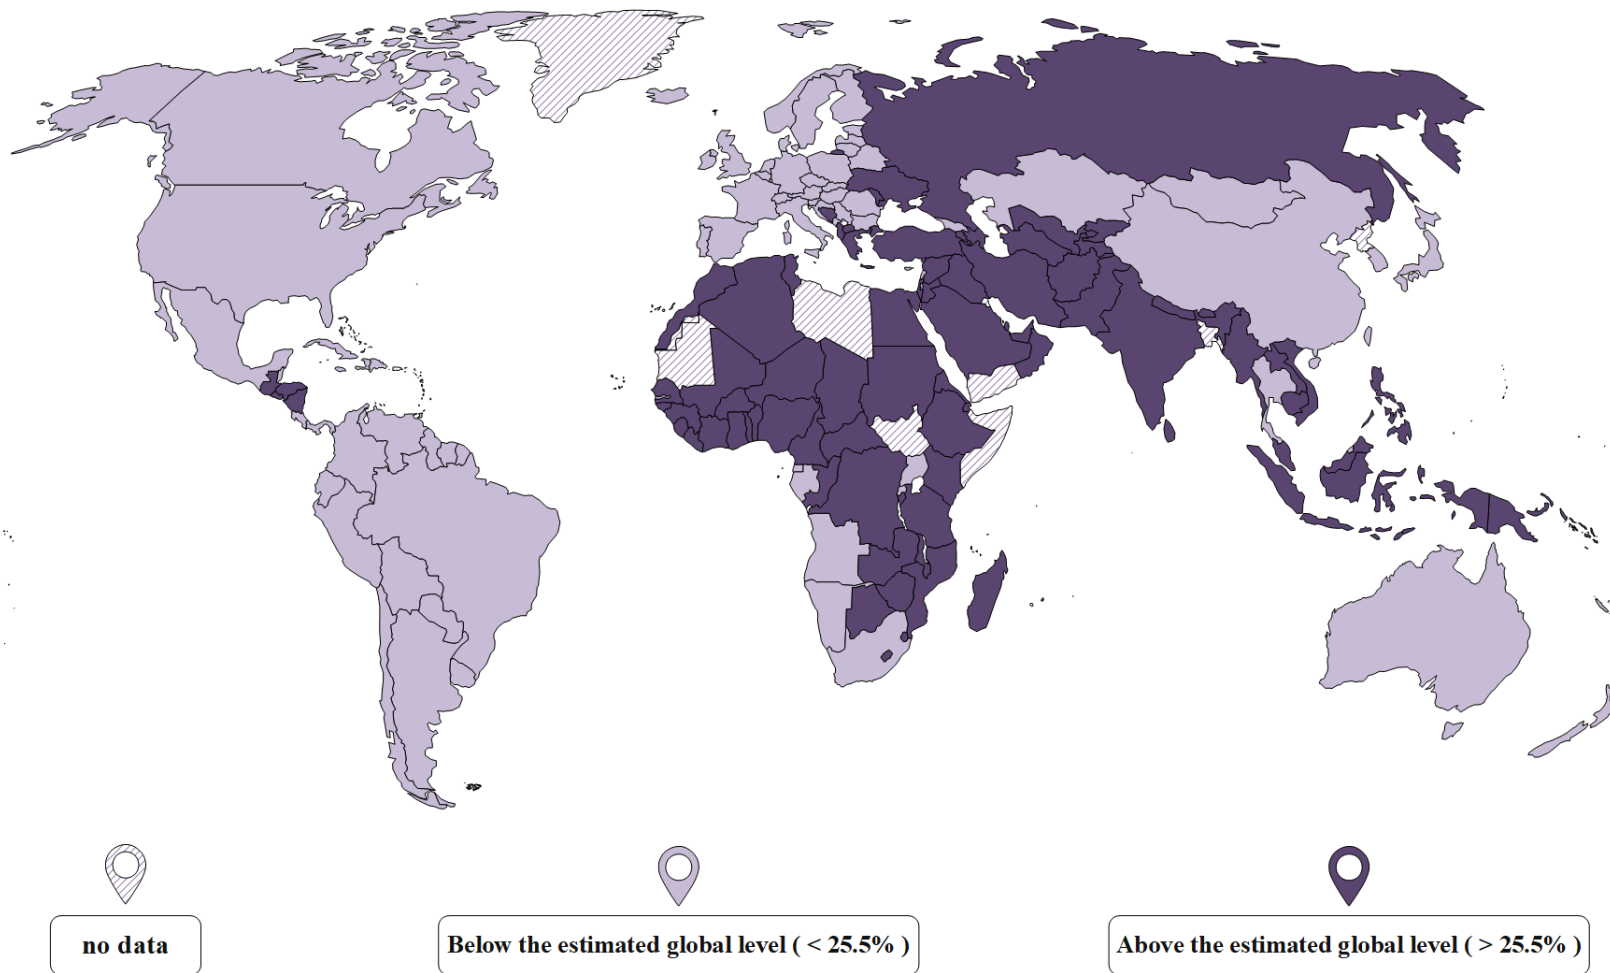 no data
Below the estimated global level ( < 25.5% )
Above the estimated global level ( > 25.5% )